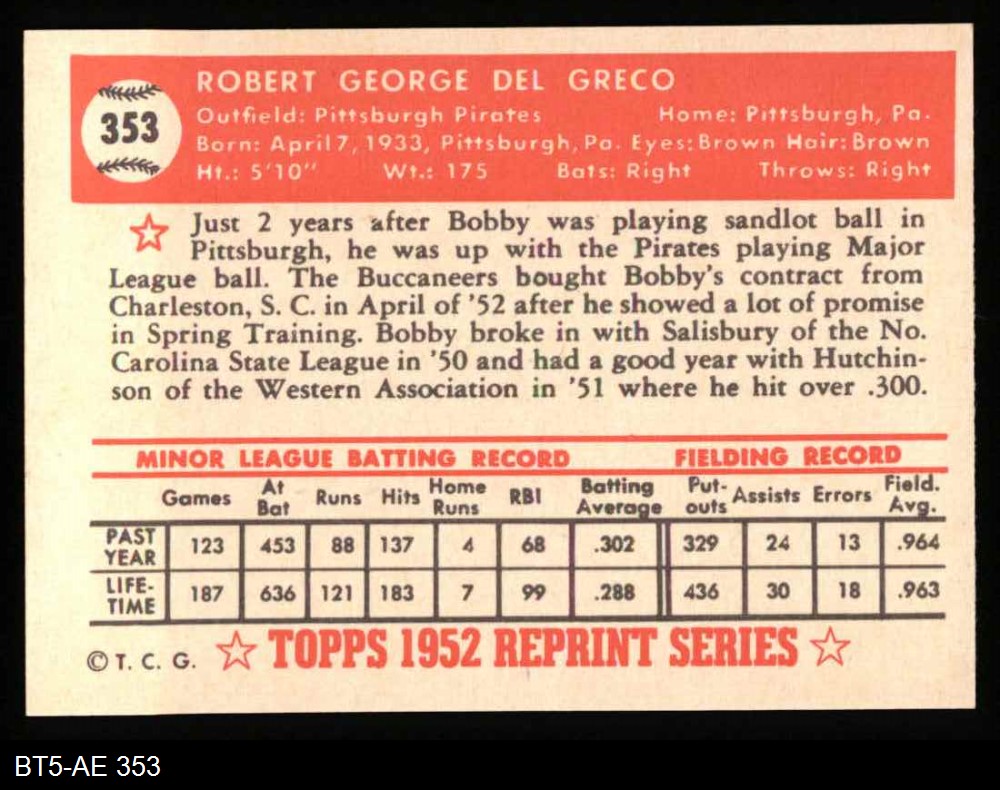 353
ROBERT GEORGE DEL GRECO
Outfield: Pittsburgh Pirates Home: Pittsburgh, Pa.
Born: April 7, 1933, Pittsburgh, Pa. Eyes: Brown Hair: Brown
Ht.: 5'10" Wt.: 175 Bats: Right Throws: Right
Just 2 years after Bobby was playing sandlot ball in
Pittsburgh, he was up with the Pirates playing Major
League ball. The Buccaneers bought Bobby's contract from
Charleston, S. C. in April of '52 after he showed a lot of promise
in Spring Training. Bobby broke in with Salisbury of the No.
Carolina State League in '50 and had a good year with Hutchin-
son of the Western Association in '51 where he hit over .300.
MINOR LEAGUE BATTING RECORD FIELDING RECORD
Games At Bat Runs Hits Home Runs RBI Batting Average Put-outs Assists Errors Field. Avg.
PAST YEAR 123 453 88 137 4 68 .302 329 24 13 .964
LIFE-TIME 187 636 121 183 7 99 .288 436 30 18 .963
© T. C. G. TOPPS 1952 REPRINT SERIES
BT5-AE 353